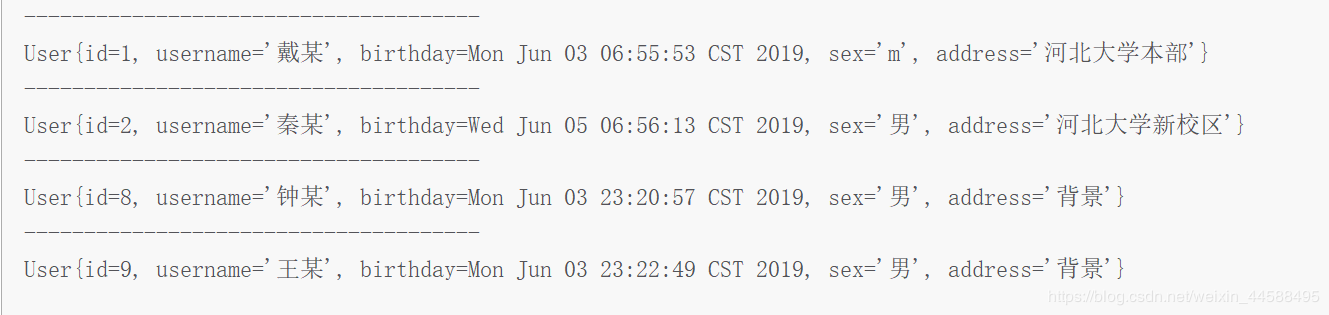 --------------------------------------
User{id=1, username='戴某', birthday=Mon Jun 03 06:55:53 CST 2019, sex='m', address='河北大学本部'}
--------------------------------------
User{id=2, username='秦某', birthday=Wed Jun 05 06:56:13 CST 2019, sex='男', address='河北大学新校区'}
--------------------------------------
User{id=8, username='钟某', birthday=Mon Jun 03 23:20:57 CST 2019, sex='男', address='背景'}
--------------------------------------
User{id=9, username='王某', birthday=Mon Jun 03 23:22:49 CST 2019, sex='男', address='背景'}
https://blog.csdn.net/weixin_44588495